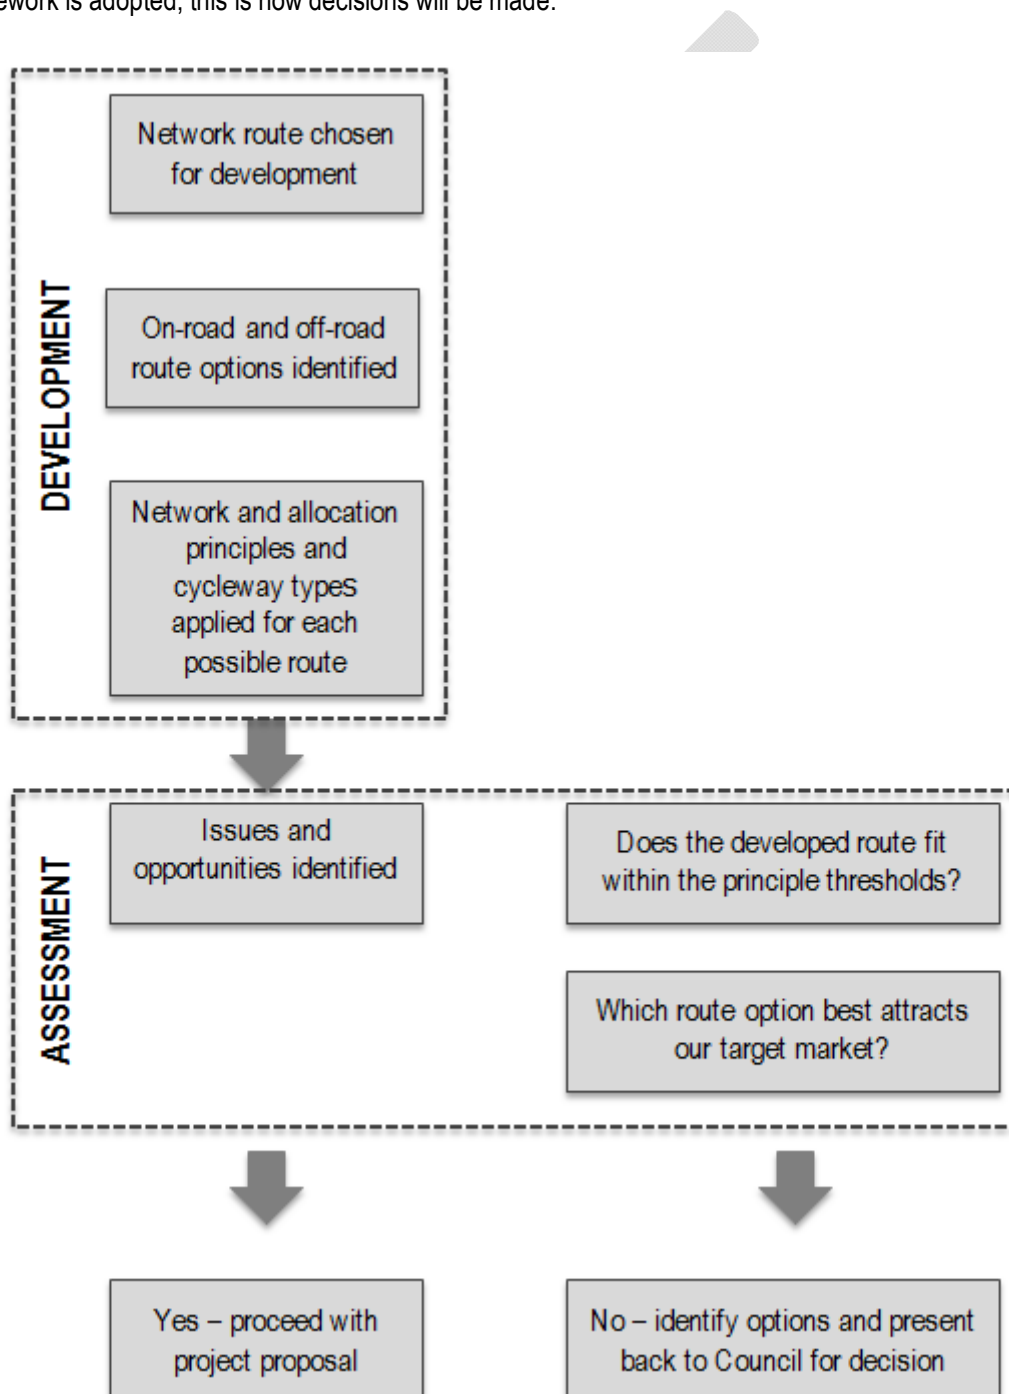 ework is adopted, this is how decisions will be made:
DEVELOPMENT
Network route chosen
for development
On-road and off-road
route options identified
Network and allocation
principles and
cycleway types
applied for each
possible route
ASSESSMENT
Issues and
opportunities identified
Does the developed route fit
within the principle thresholds?
Which route option best attracts
our target market?
Yes – proceed with
project proposal
No – identify options and present
back to Council for decision